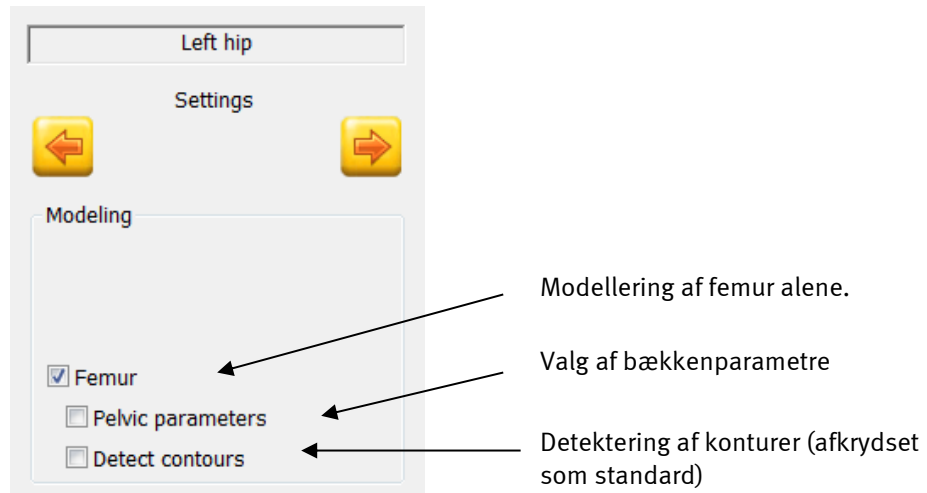 Left hip
Settings
Modeling
Modellering af femur alene.
Valg af bækkenparametre
Femur
Pelvic parameters
Detektering af konturer (afkrydset
som standard)
Detect contours